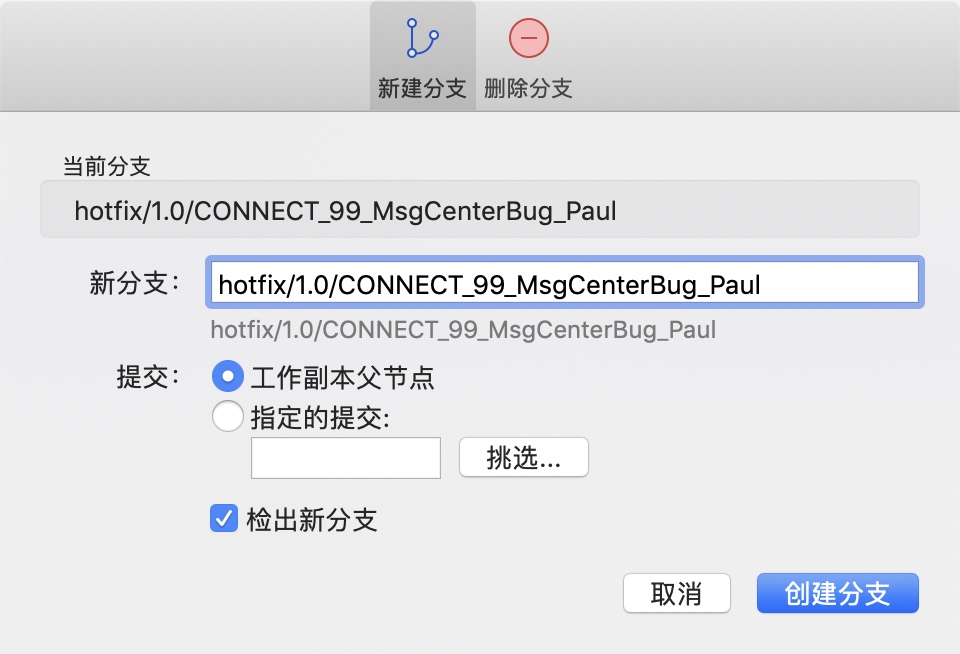 新建分支 删除分支
当前分支
hotfix/1.0/CONNECT_99_MsgCenterBug_Paul
新分支： hotfix/1.0/CONNECT_99_MsgCenterBug_Paul
hotfix/1.0/CONNECT_99_MsgCenterBug_Paul
提交： 工作副本父节点
指定的提交:
挑选...
检出新分支
取消 创建分支